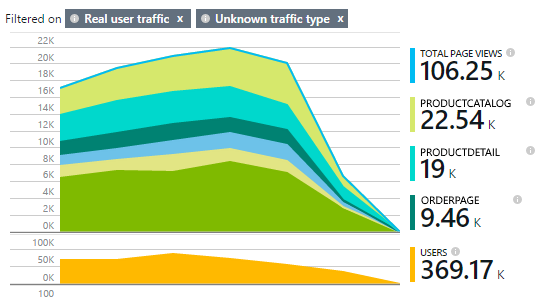 Filtered on Real user traffic x Unknown traffic type x
22K
20K
18K
16K
14K
12K
10K
8K
6K
4K
2K
0K
100K
50K
0K
100
TOTAL PAGE VIEWS
106.25 K
PRODUCTCATALOG
22.54 K
PRODUCTDETAIL
19 K
ORDERPAGE
9.46 K
USERS
369.17 K